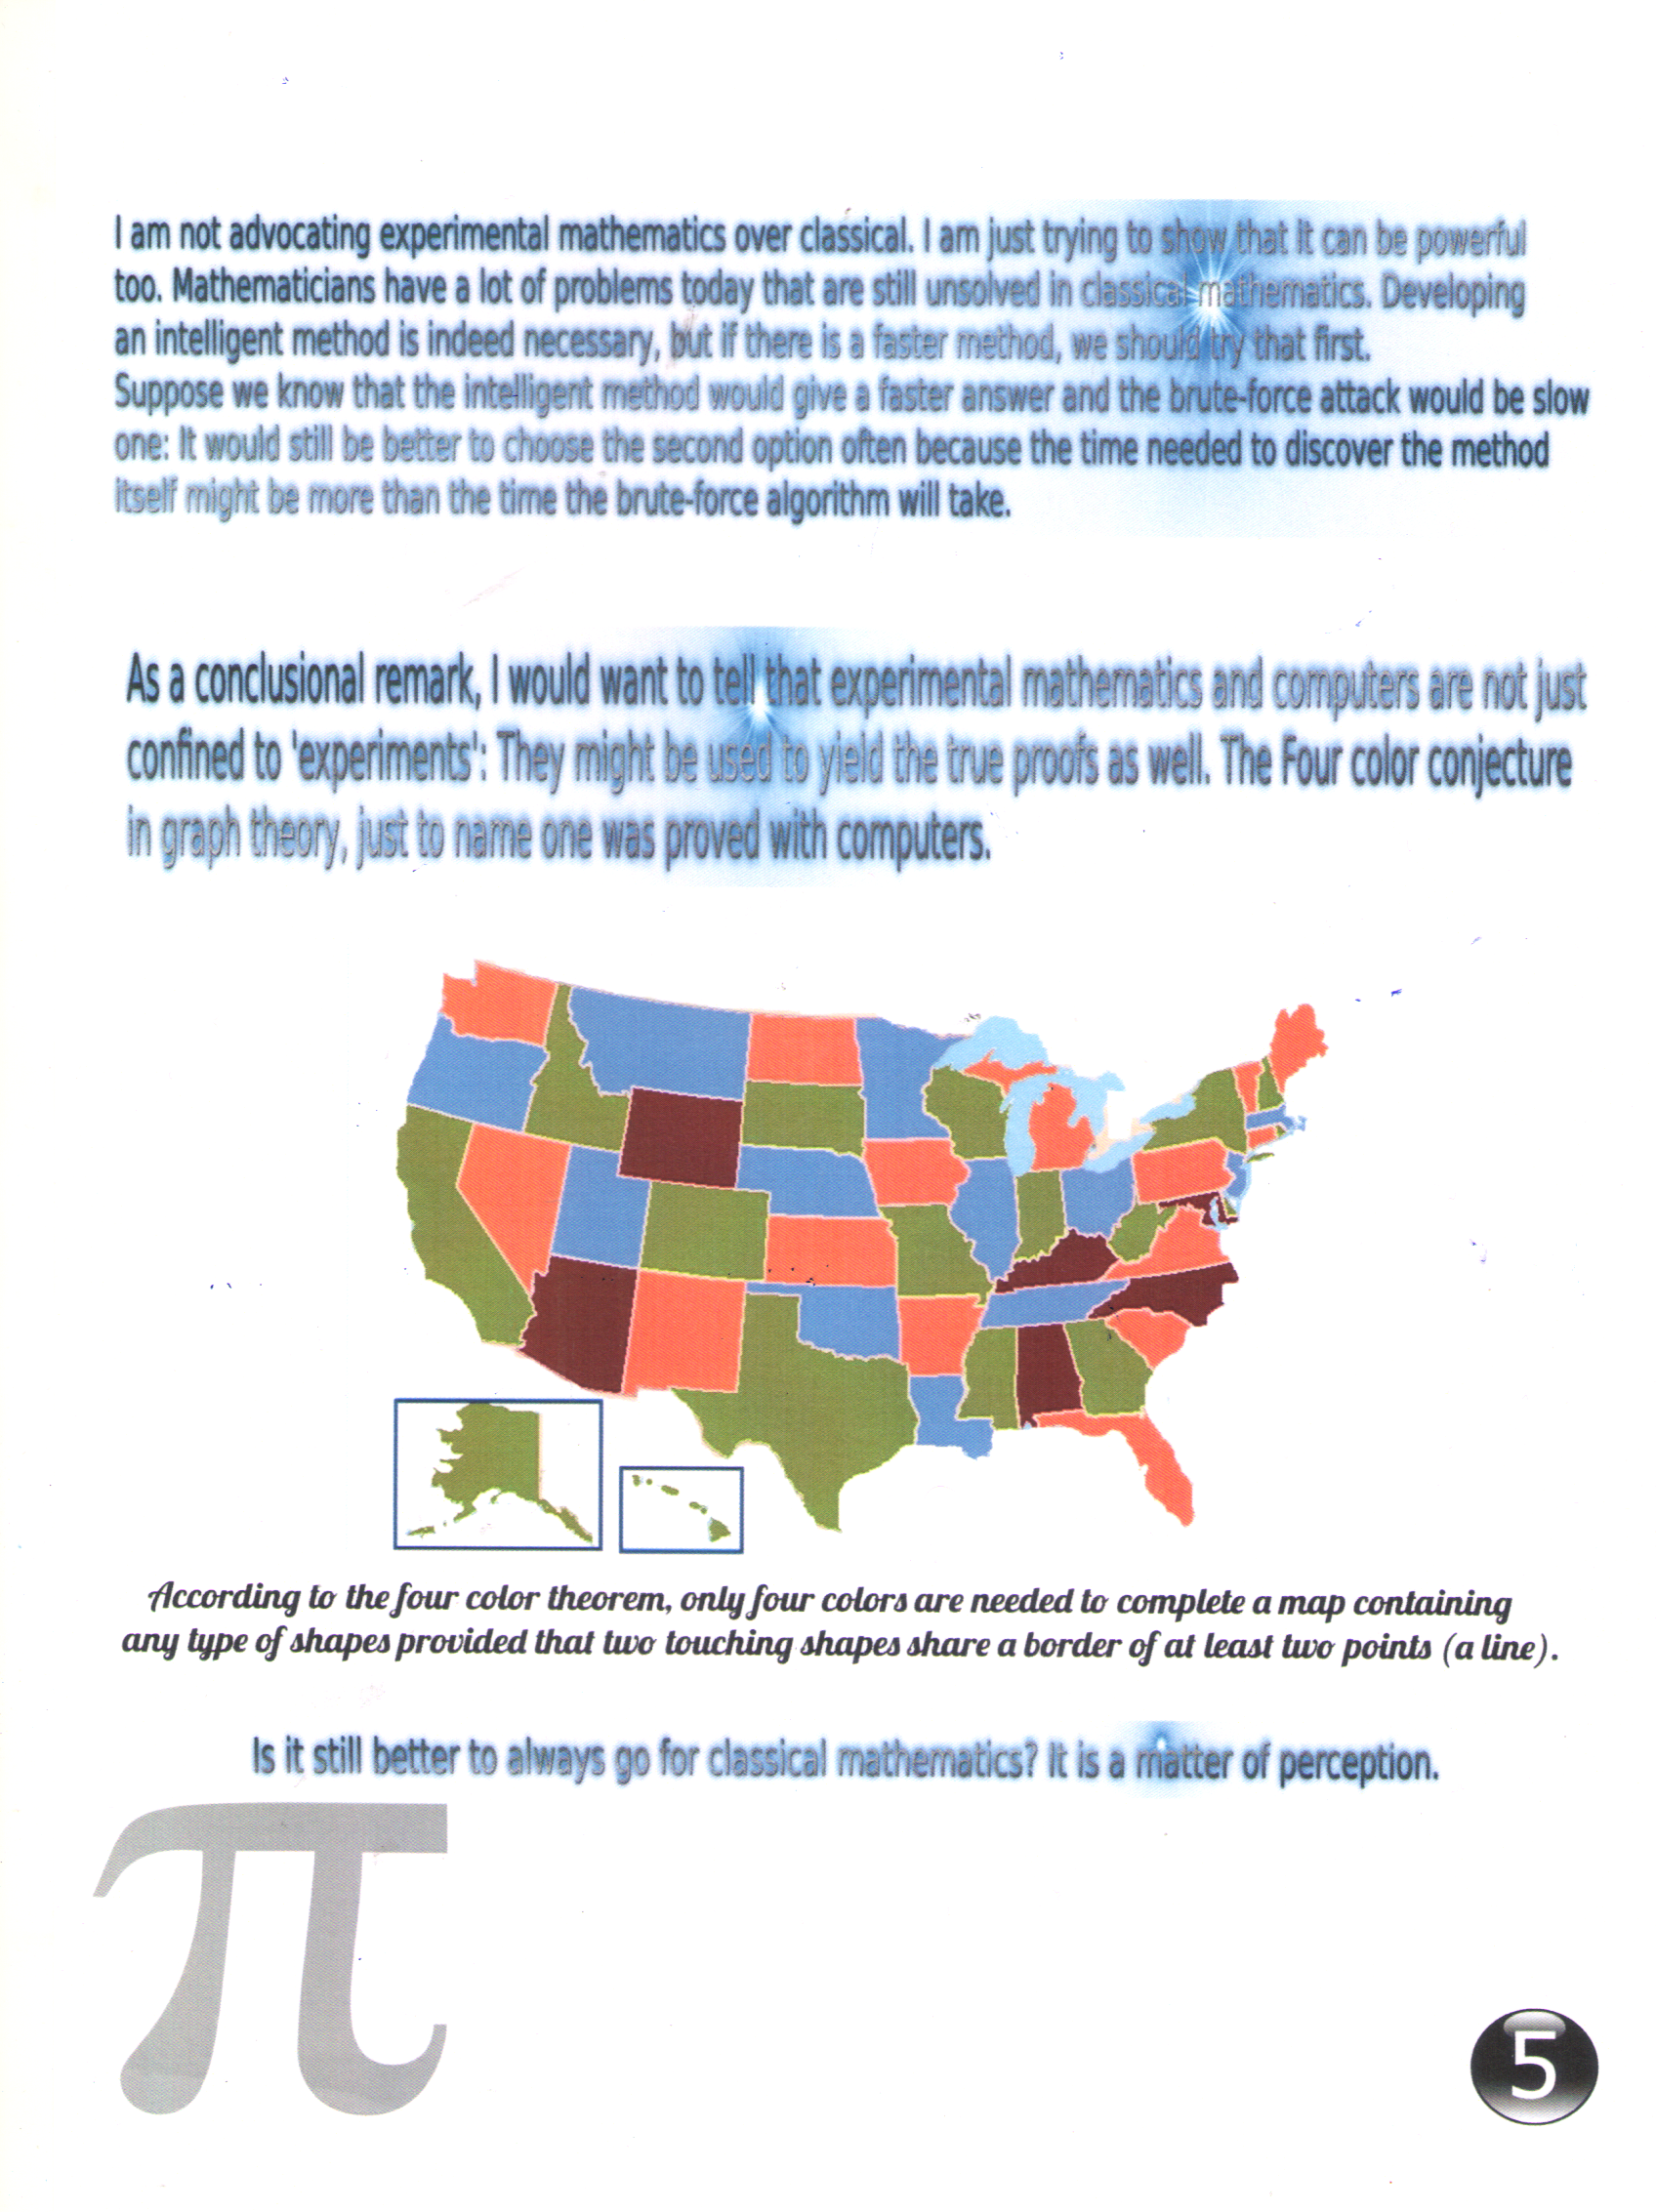 I am not advocating experimental mathematics over classical. I am just trying to show that It can be powerful
too. Mathematicians have a lot of problems today that are still unsolved in classical mathematics. Developing
an intelligent method is indeed necessary, but if there is a faster method, we should try that first.
Suppose we know that the intelligent method would give a faster answer and the brute-force attack would be slow
one: It would still be better to choose the second option often because the time needed to discover the method
itself might be more than the time the brute-force algorithm will take.
As a conclusional remark, I would want to tell that experimental mathematics and computers are not just
confined to 'experiments': They might be used to yield the true proofs as well. The Four color conjecture
in graph theory, just to name one was proved with computers.
According to the four color theorem, only four colors are needed to complete a map containing
any type of shapes provided that two touching shapes share a border of at least two points (a line).
Is it still better to always go for classical mathematics? It is a matter of perception.
π
5